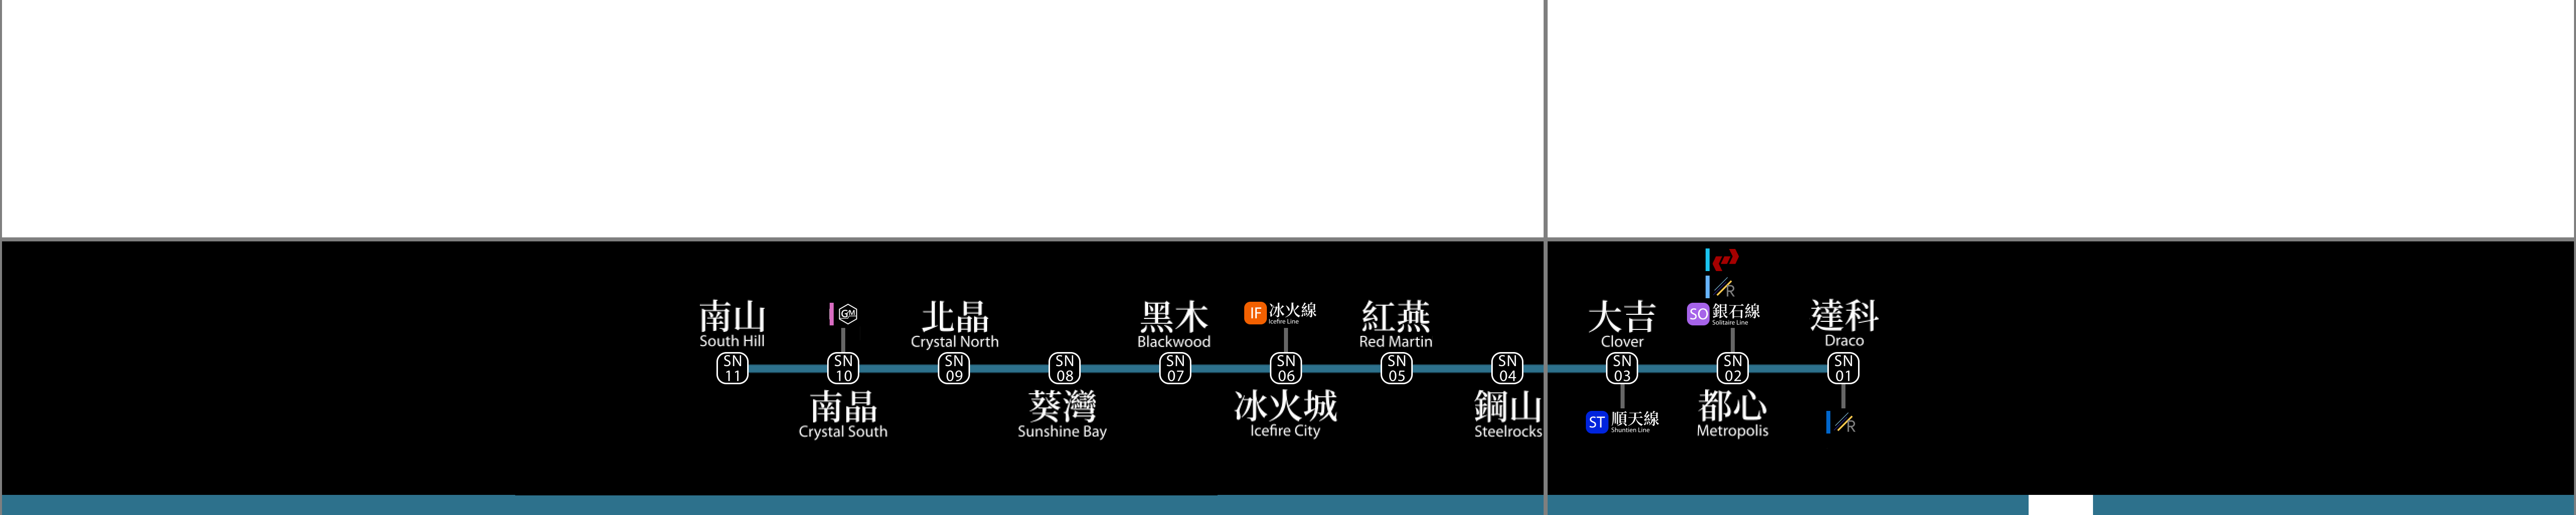 南山
South Hill
SN
11
GM
SN
10
南晶
Crystal South
北晶
Crystal North
SN
09
SN
08
葵灣
Sunshine Bay
黑木
Blackwood
SN
07
IF 冰火線
Icefire Line
SN
06
冰火城
Icefire City
紅燕
Red Martin
SN
05
SN
04
鋼山
Steelrocks
大吉
Clover
SN
03
ST 順天線
Shuntien Line
R
SO 銀石線
Solitaire Line
SN
02
都心
Metropolis
達科
Draco
SN
01
R